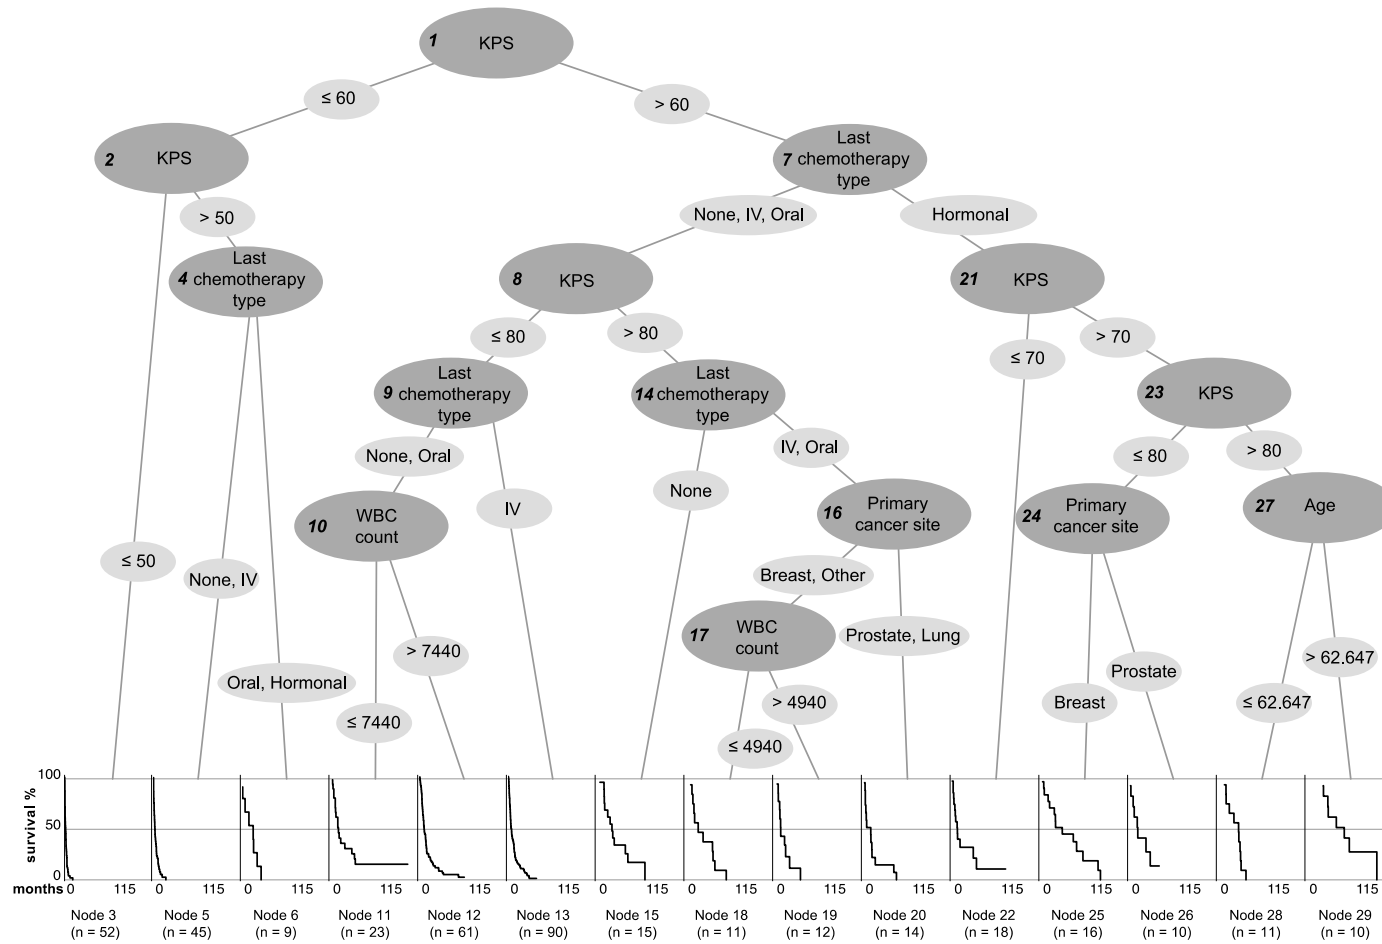 1 KPS
≤ 60
> 60
2 KPS
Last
7 chemotherapy
type
> 50
None, IV, Oral
Hormonal
Last
4 chemotherapy
type
8 KPS
21 KPS
≤ 80
> 80
≤ 70
> 70
Last
9 chemotherapy
type
Last
14 chemotherapy
type
23 KPS
None, Oral
IV, Oral
≤ 80
> 80
None
IV
10 WBC
count
16 Primary
cancer site
24 Primary
cancer site
27 Age
≤ 50
None, IV
Breast, Other
17 WBC
count
Prostate, Lung
> 7440
> 62.647
Oral, Hormonal
Prostate
≤ 7440
> 4940
Breast
≤ 62.647
≤ 4940
survival %
100
50
0
months 115 0 115 0 115 0 115 0 115 0 115 0 115 0 115 0 115 0 115 0 115 0 115 0 115 0 115 0 115
Node 3 Node 5 Node 6 Node 11 Node 12 Node 13 Node 15 Node 18 Node 19 Node 20 Node 22 Node 25 Node 26 Node 28 Node 29
(n = 52) (n = 45) (n = 9) (n = 23) (n = 61) (n = 90) (n = 15) (n = 11) (n = 12) (n = 14) (n = 18) (n = 16) (n = 10) (n = 11) (n = 10)